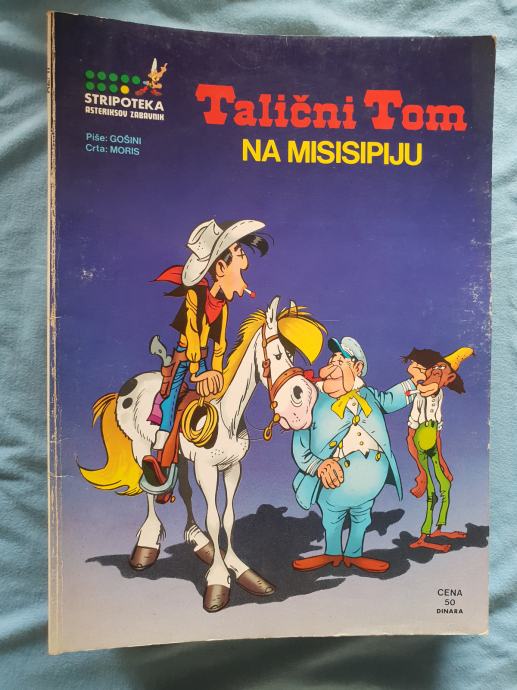 STRIPOTEKA
ASTERIKSOV ZABAVNIK
Piše: GOŠINI
Crta: MORIS
Talični Tom
NA MISISIPIJU
CENA
50
DINARA